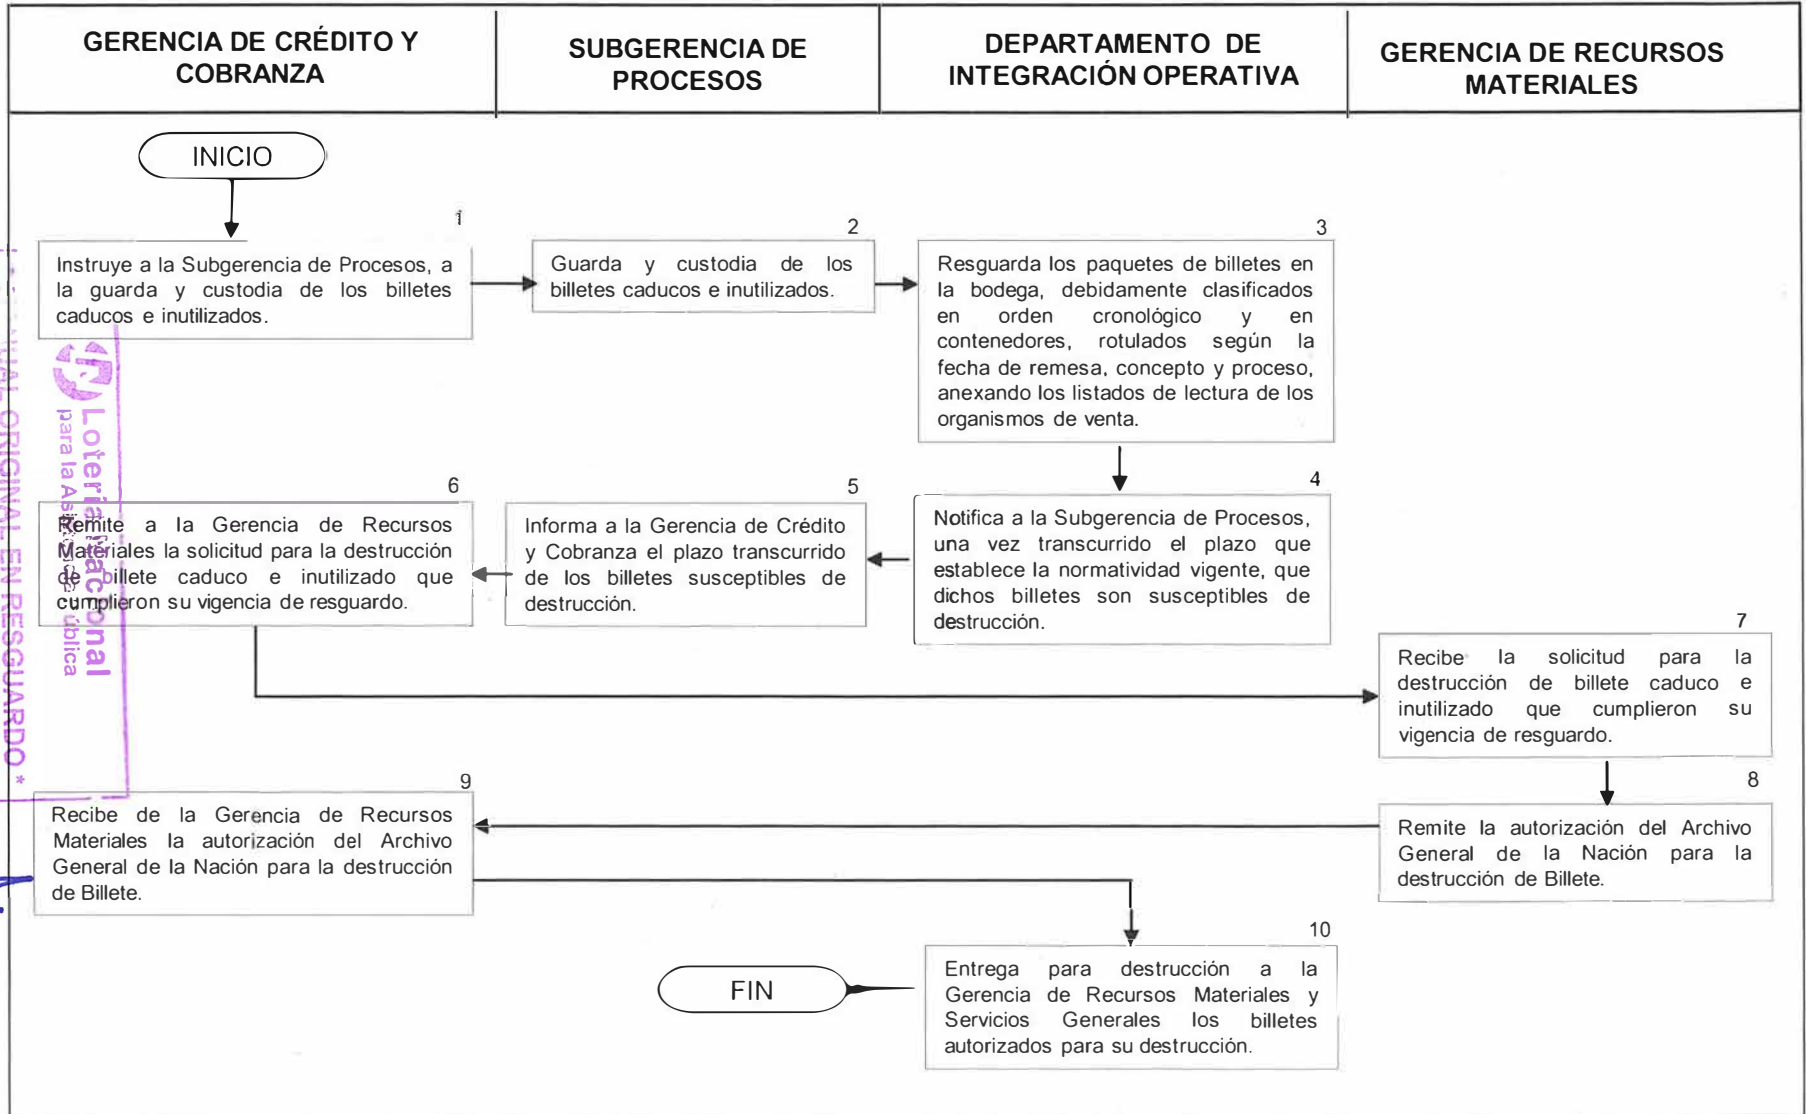 GERENCIA DE CRÉDITO Y
COBRANZA
SUBGERENCIA DE
PROCESOS
DEPARTAMENTO DE
INTEGRACIÓN OPERATIVA
GERENCIA DE RECURSOS
MATERIALES
INICIO
1
Instruye a la Subgerencia de Procesos, a
la guarda y custodia de los billetes
caducos e inutilizados.
2
Guarda y custodia de los
billetes caducos e inutilizados.
3
Resguarda los paquetes de billetes en
la bodega, debidamente clasificados
en orden cronológico y en
contenedores, rotulados según la
fecha de remesa, concepto y proceso,
anexando los listados de lectura de los
organismos de venta.
4
Notifica a la Subgerencia de Procesos,
una vez transcurrido el plazo que
establece la normatividad vigente, que
dichos billetes son susceptibles de
destrucción.
5
Informa a la Gerencia de Crédito
y Cobranza el plazo transcurrido
de los billetes susceptibles de
destrucción.
6
Remite a la Gerencia de Recursos
Materiales la solicitud para la destrucción
de billete caduco e inutilizado que
cumplieron su vigencia de resguardo.
7
Recibe la solicitud para la
destrucción de billete caduco e
inutilizado que cumplieron su
vigencia de resguardo.
8
Remite la autorización del Archivo
General de la Nación para la
destrucción de Billete.
9
Recibe de la Gerencia de Recursos
Materiales la autorización del Archivo
General de la Nación para la destrucción
de Billete.
10
Entrega para destrucción a la
Gerencia de Recursos Materiales y
Servicios Generales los billetes
autorizados para su destrucción.
FIN
Lotería Nacional
para la Pública
ORIGINAL EN RESGUARDO *